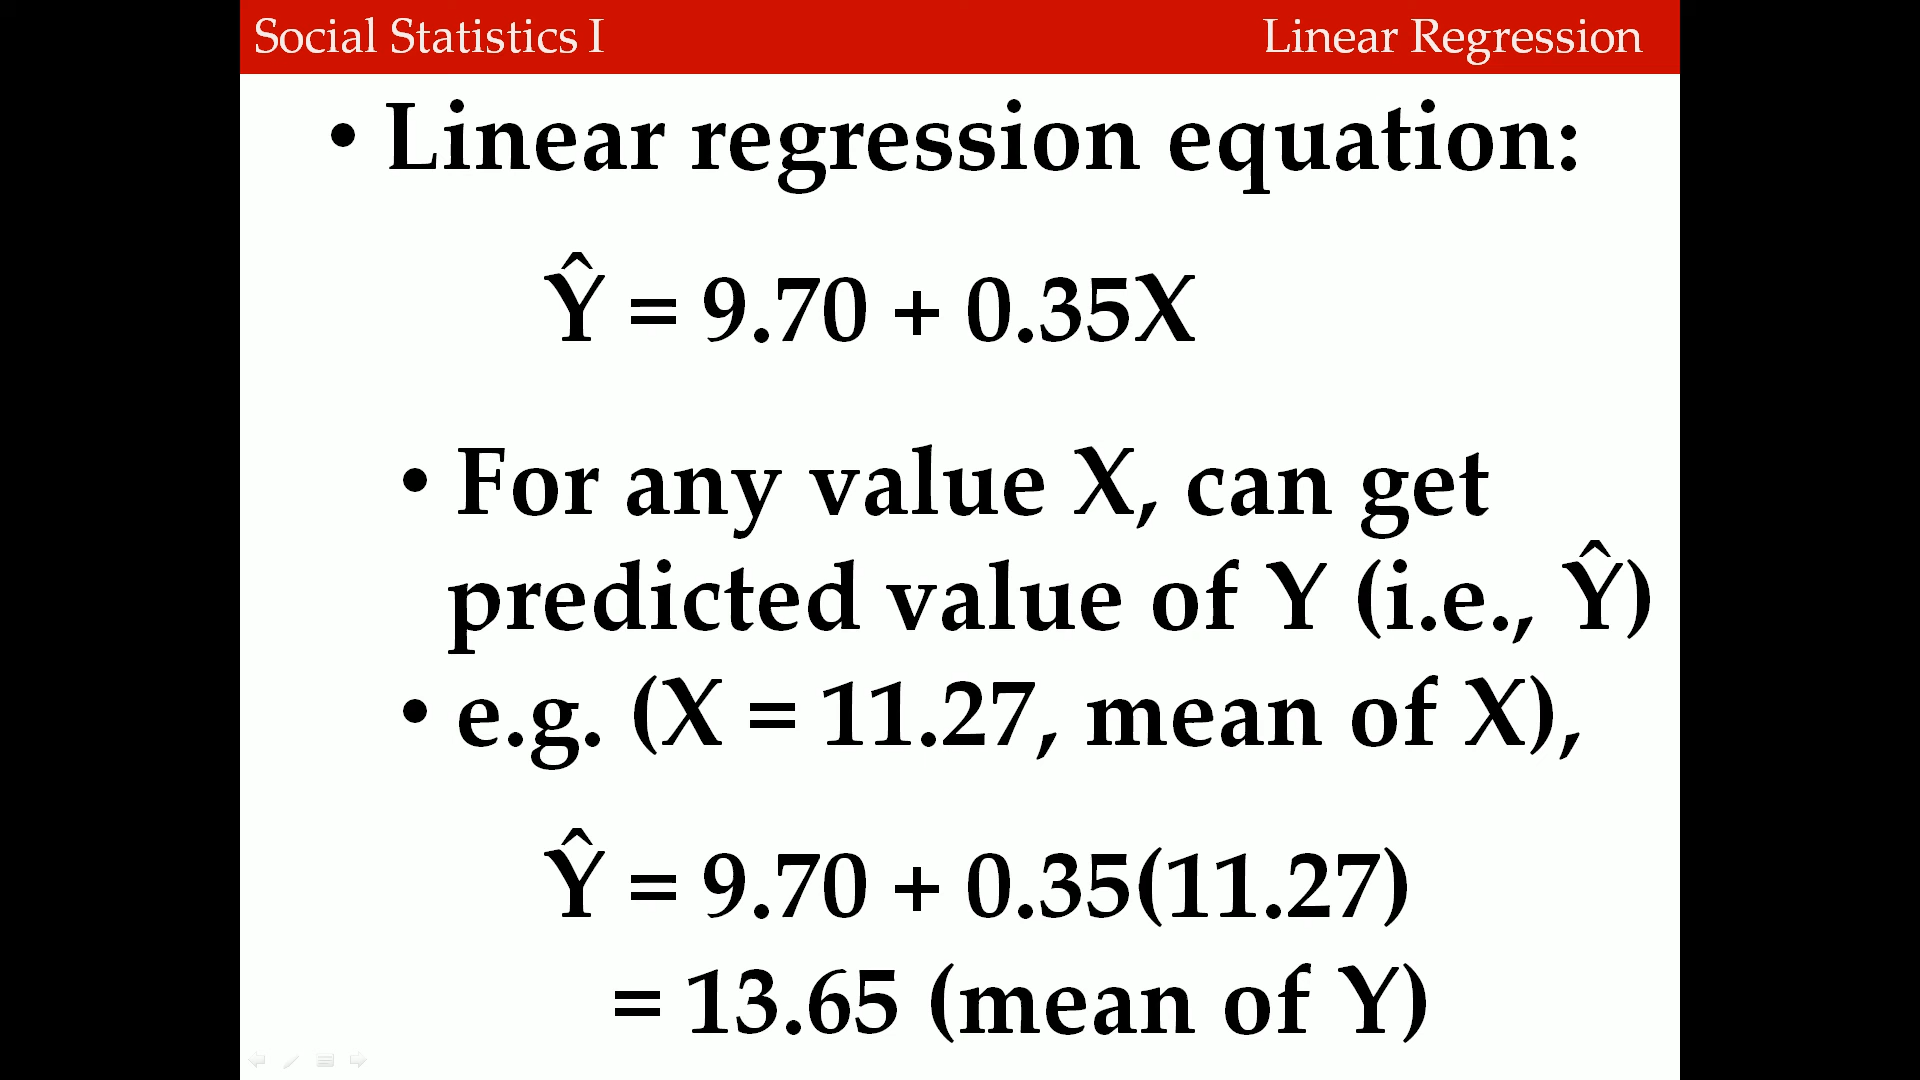 Social Statistics I
Linear Regression
• Linear regression equation:
Ŷ = 9.70 + 0.35X
• For any value X, can get
predicted value of Y (i.e., Ŷ)
• e.g. (X = 11.27, mean of X),
Ŷ = 9.70 + 0.35(11.27)
= 13.65 (mean of Y)